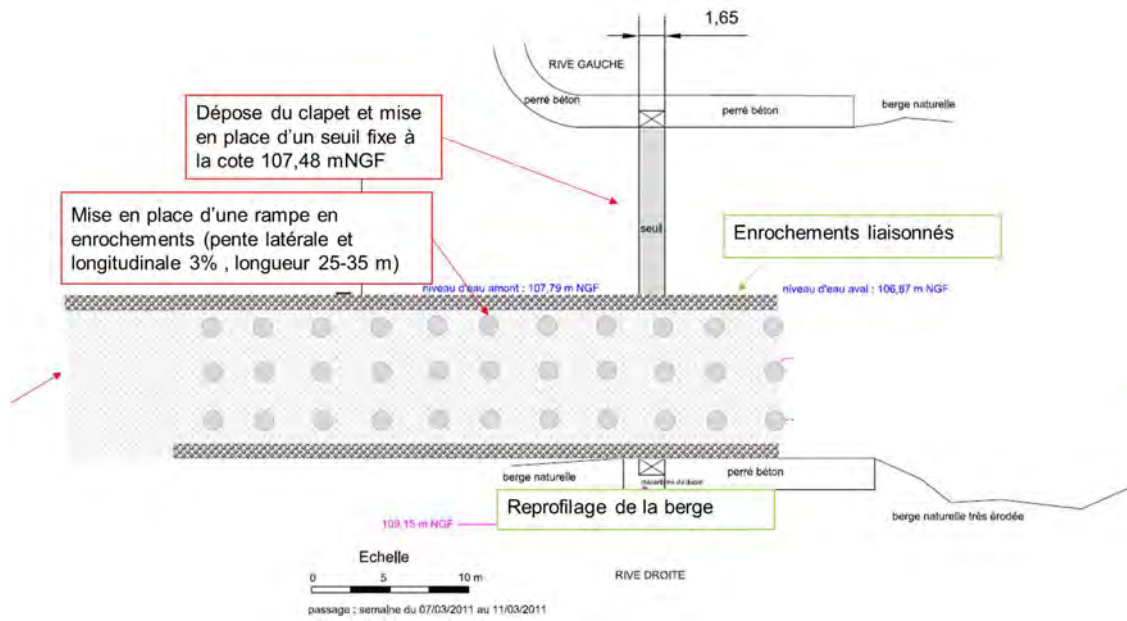 1,65
RIVE GAUCHE
perré béton
perré béton
berge naturelle
Dépose du clapet et mise
en place d'un seuil fixe à
la cote 107,48 mNGF
Mise en place d'une rampe en
enrochements (pente latérale et
longitudinale 3% , longueur 25-35 m)
seuil
Enrochements liaisonnés
niveau d'eau amont : 107,79 m NGF
niveau d'eau aval : 106,87 m NGF
berge naturelle
perré béton
Reprofilage de la berge
berge naturelle très érodée
109,15 m NGF
Echelle
0 5 10 m
RIVE DROITE
passage : semaine du 07/03/2011 au 11/03/2011